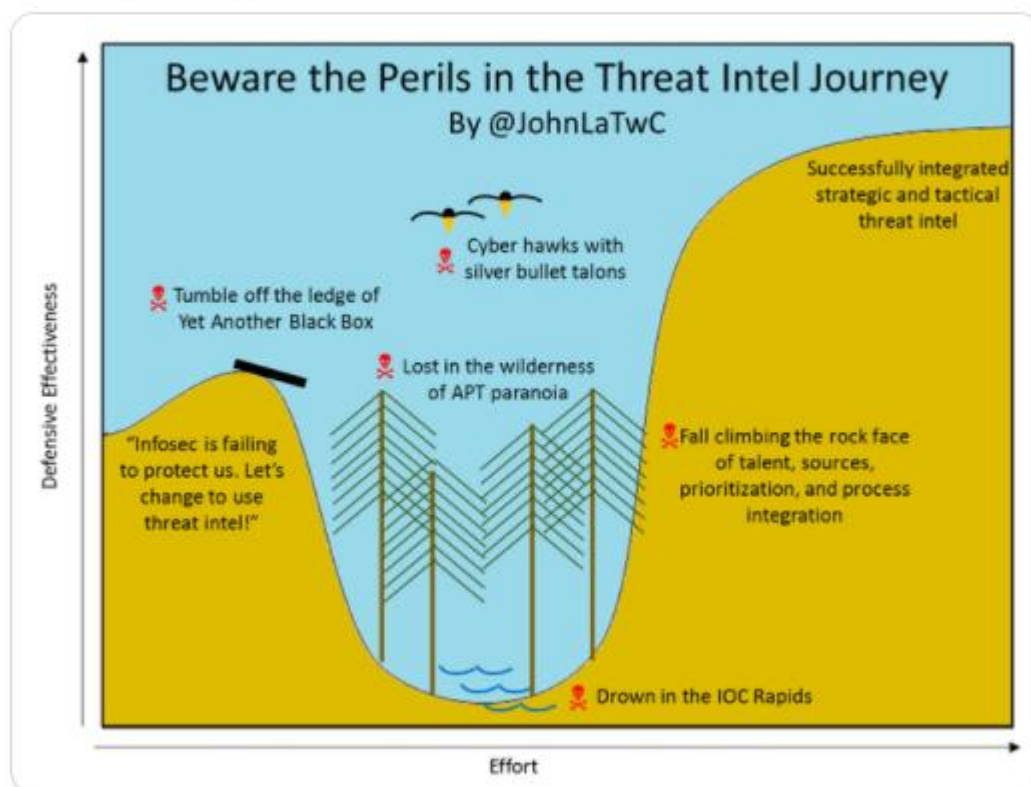 Beware the Perils in the Threat Intel Journey
By @JohnLaTwC
Successfully integrated
strategic and tactical
threat intel
Cyber hawks with
silver bullet talons
Tumble off the ledge of
Yet Another Black Box
Lost in the wilderness
of APT paranoia
"Infosec is failing
to protect us. Let's
change to use
threat intel!"
Fall climbing the rock face
of talent, sources,
prioritization, and process
integration
Drown in the IOC Rapids
Defensive Effectiveness
Effort